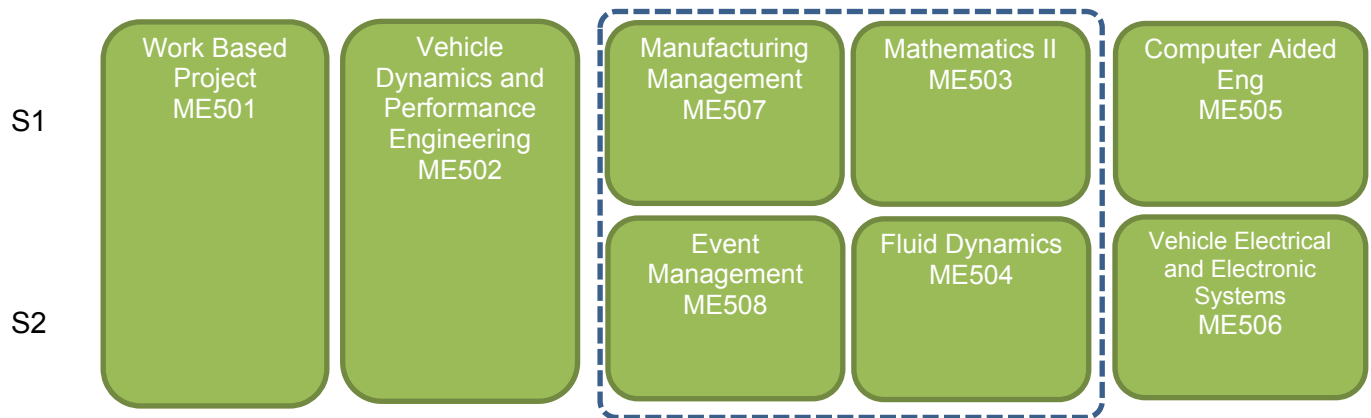 S1
Work Based
Project
ME501
Vehicle
Dynamics and
Performance
Engineering
ME502
Manufacturing
Management
ME507
Mathematics II
ME503
Computer Aided
Eng
ME505
S2
Event
Management
ME508
Fluid Dynamics
ME504
Vehicle Electrical
and Electronic
Systems
ME506